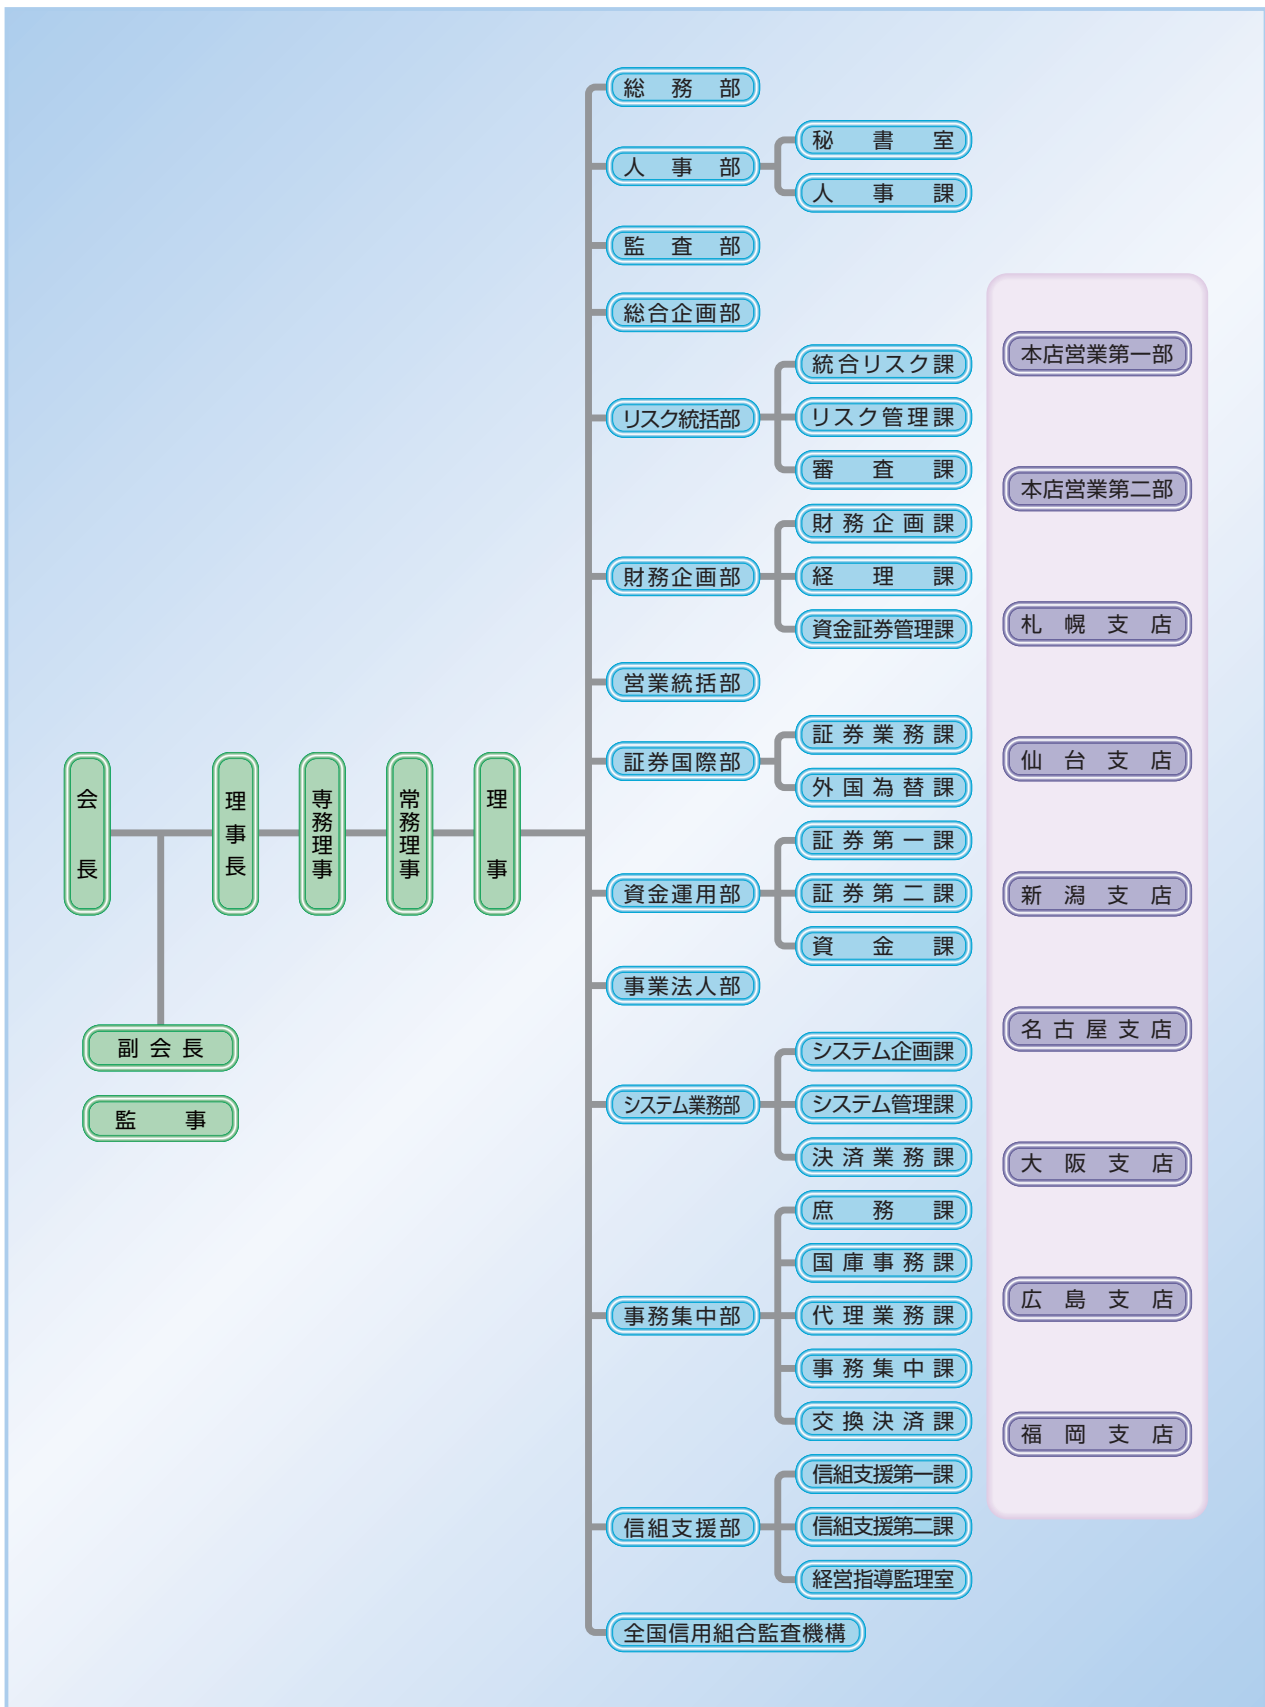 会長
理事長
専務理事
常務理事
理事
副会長
監事
総務部
人事部
秘書室
人事課
監査部
総合企画部
リスク統括部
統合リスク課
リスク管理課
審査課
財務企画部
財務企画課
経理課
資金証券管理課
営業統括部
証券国際部
証券業務課
外国為替課
資金運用部
証券第一課
証券第二課
資金課
事業法人部
システム業務部
システム企画課
システム管理課
決済業務課
事務集中部
庶務課
国庫事務課
代理業務課
事務集中課
交換決済課
信組支援部
信組支援第一課
信組支援第二課
経営指導監理室
全国信用組合監査機構
本店営業第一部
本店営業第二部
札幌支店
仙台支店
新潟支店
名古屋支店
大阪支店
広島支店
福岡支店